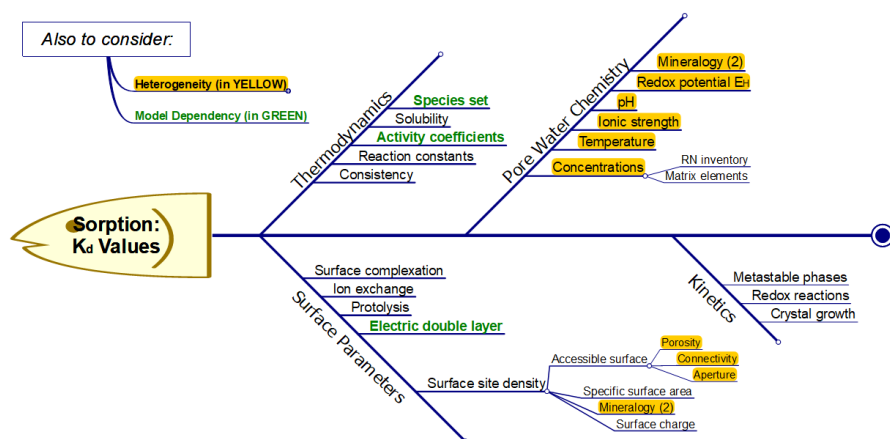 Also to consider:
Heterogeneity (in YELLOW)
Model Dependency (in GREEN)
Sorption:
Kd Values
Thermodynamics
Species set
Solubility
Activity coefficients
Reaction constants
Consistency
Pore Water Chemistry
Mineralogy (2)
Redox potential EH
pH
Ionic strength
Temperature
Concentrations
RN inventory
Matrix elements
Surface Parameters
Surface complexation
Ion exchange
Protolysis
Electric double layer
Surface site density
Accessible surface
Porosity
Connectivity
Aperture
Specific surface area
Mineralogy (2)
Surface charge
Kinetics
Metastable phases
Redox reactions
Crystal growth